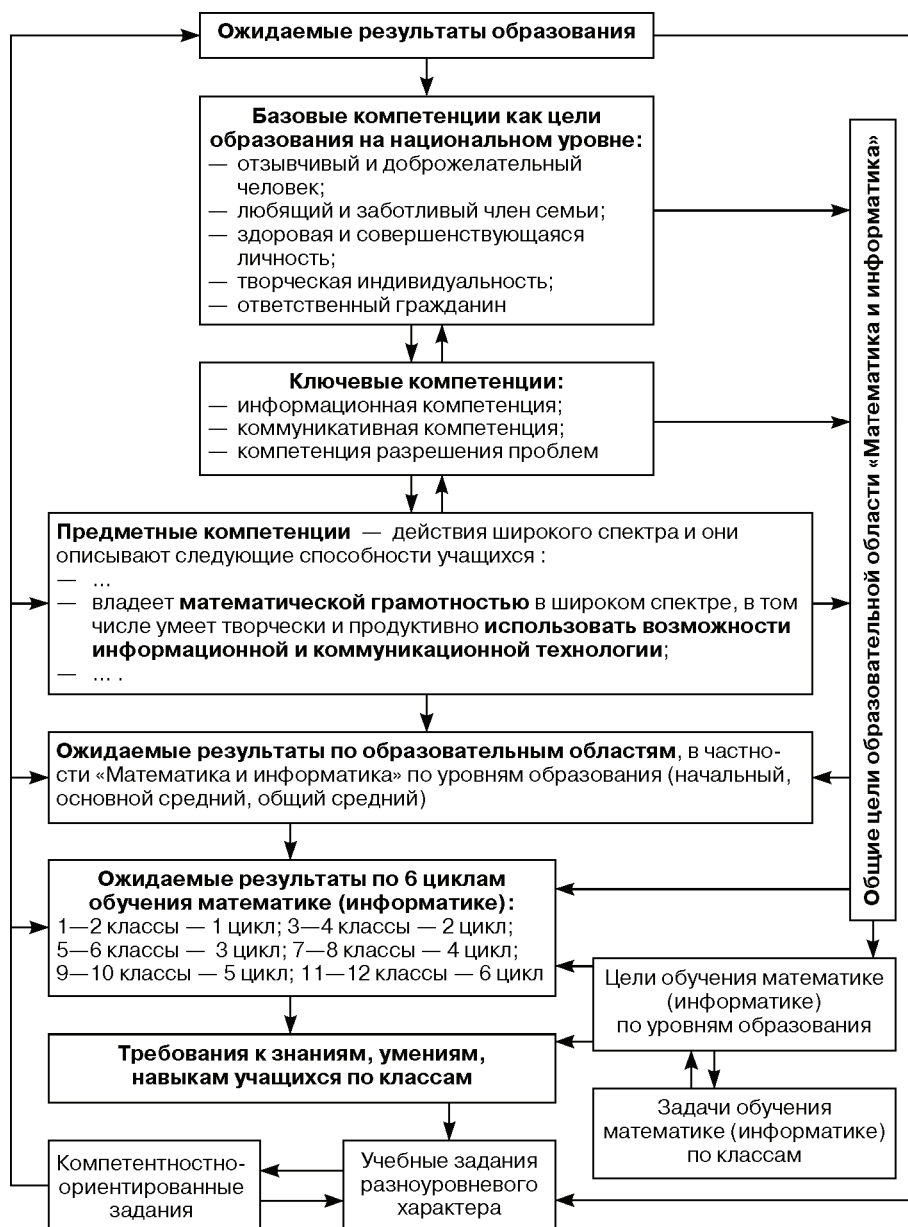 Ожидаемые результаты образования
Базовые компетенции как цели
образования на национальном уровне:
— отзывчивый и доброжелательный
человек;
— любящий и заботливый член семьи;
— здоровая и совершенствующаяся
личность;
— творческая индивидуальность;
— ответственный гражданин
Ключевые компетенции:
— информационная компетенция;
— коммуникативная компетенция;
— компетенция разрешения проблем
Предметные компетенции — действия широкого спектра и они
описывают следующие способности учащихся :
— ...
— владеет математической грамотностью в широком спектре, в том
числе умеет творчески и продуктивно использовать возможности
информационной и коммуникационной технологии;
— ... .
Ожидаемые результаты по образовательным областям, в частно-
сти «Математика и информатика» по уровням образования (начальный,
основной средний, общий средний)
Общие цели образовательной области «Математика и информатика»
Ожидаемые результаты по 6 циклам
обучения математике (информатике):
1—2 классы — 1 цикл; 3—4 классы — 2 цикл;
5—6 классы — 3 цикл; 7—8 классы — 4 цикл;
9—10 классы — 5 цикл; 11—12 классы — 6 цикл
Цели обучения математике
(информатике)
по уровням образования
Требования к знаниям, умениям,
навыкам учащихся по классам
Задачи обучения
математике (информатике)
по классам
Компетентностно-
ориентированные
задания
Учебные задания
разноуровневого
характера